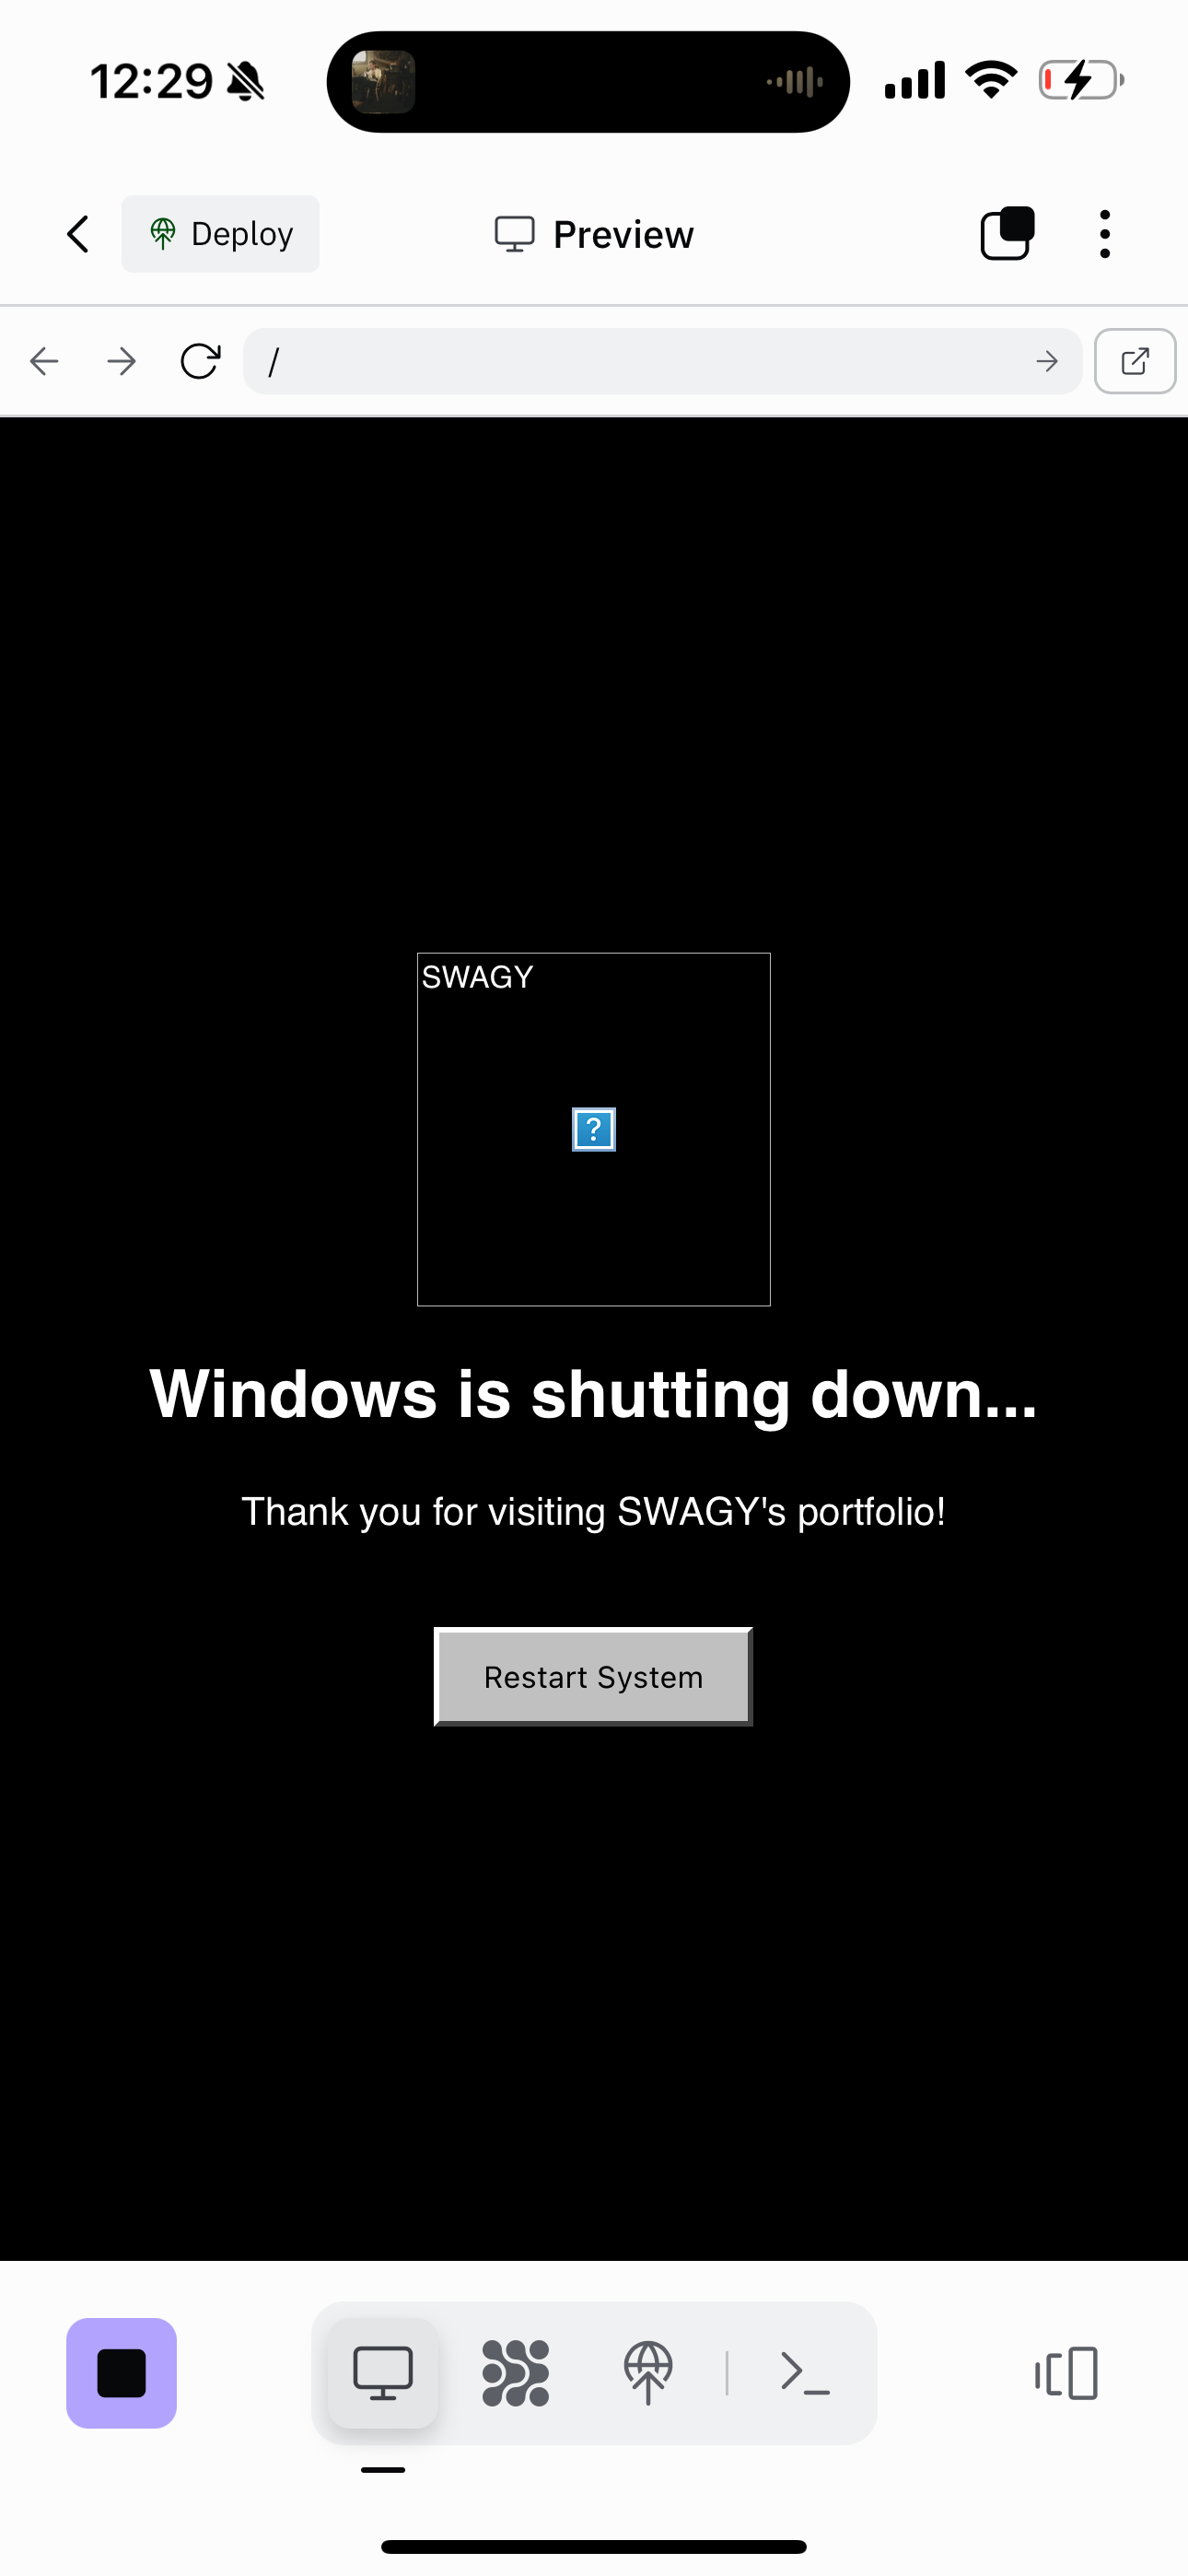 12:29
Deploy
Preview
/
SWAGY
?
Windows is shutting down...
Thank you for visiting SWAGY's portfolio!
Restart System